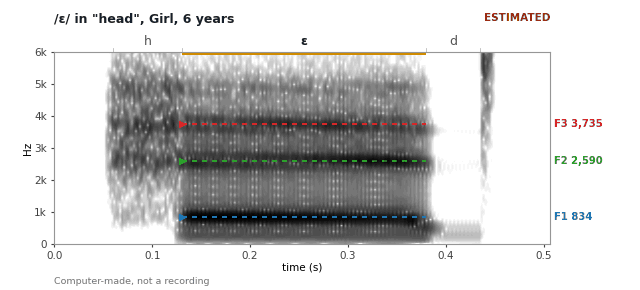 /ɛ/ in "head", Girl, 6 years
ESTIMATED
h ɛ d
6k
5k
4k
3k
2k
1k
0
Hz
F3 3,735
F2 2,590
F1 834
0.0 0.1 0.2 0.3 0.4 0.5
time (s)
Computer-made, not a recording